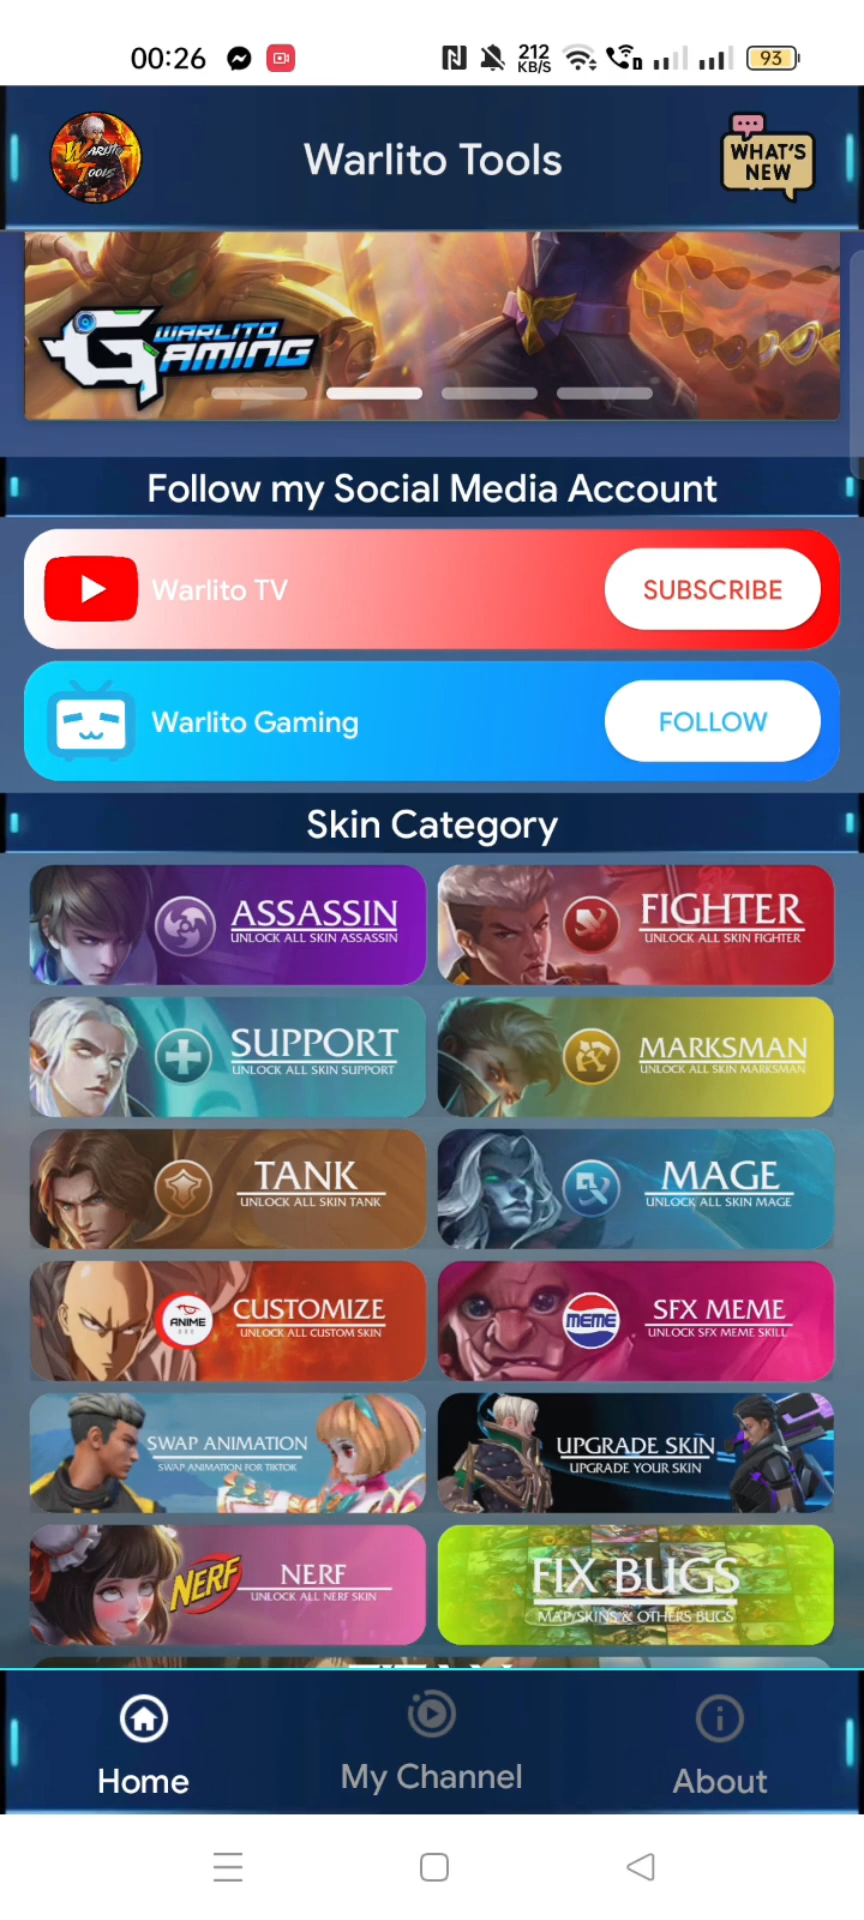 00:26
212
KB/S
93
WARLITO
TOOLS
Warlito Tools
WHAT'S
NEW
WARLITO
GAMING
Follow my Social Media Account
Warlito TV
SUBSCRIBE
Warlito Gaming
FOLLOW
Skin Category
ASSASSIN
UNLOCK ALL SKIN ASSASSIN
FIGHTER
UNLOCK ALL SKIN FIGHTER
SUPPORT
UNLOCK ALL SKIN SUPPORT
MARKSMAN
UNLOCK ALL SKIN MARKSMAN
TANK
UNLOCK ALL SKIN TANK
MAGE
UNLOCK ALL SKIN MAGE
ANIME
CUSTOMIZE
UNLOCK ALL CUSTOM SKIN
MEME
SFX MEME
UNLOCK SFX MEME SKILL
SWAP ANIMATION
SWAP ANIMATION FOR TIKTOK
UPGRADE SKIN
UPGRADE YOUR SKIN
NERF
NERF
UNLOCK ALL NERF SKIN
FIX BUGS
MAP/SKINS & OTHERS BUGS
Home
My Channel
About